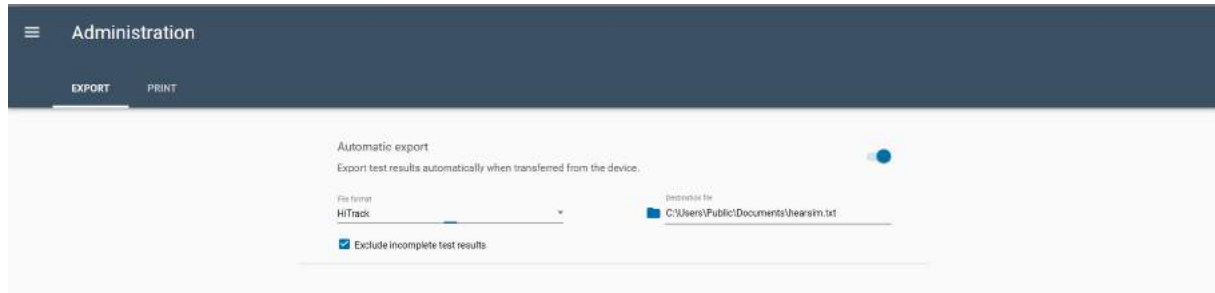 Administration
EXPORT PRINT
Automatic export
Export test results automatically when transferred from the device.
File format
HiTrack
Destination file
C:\Users\Public\Documents\hearsim.txt
Exclude incomplete test results